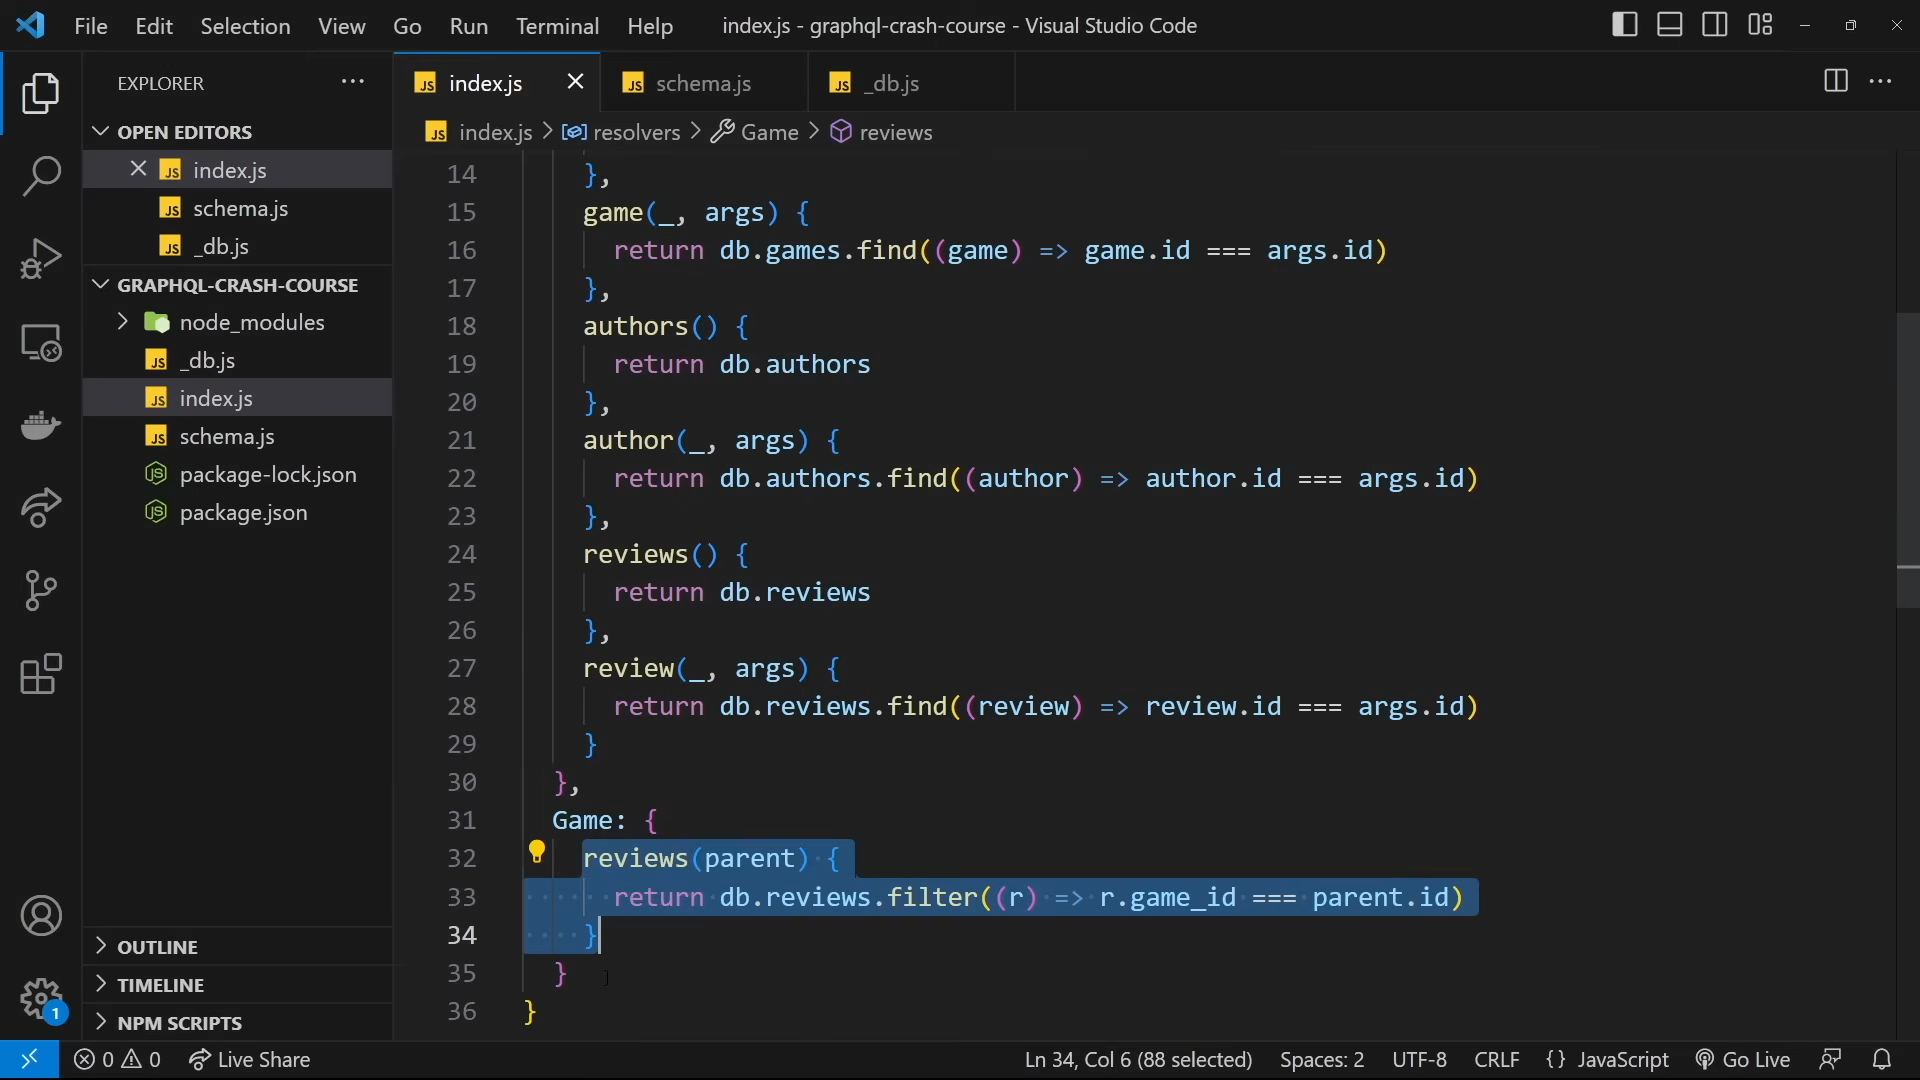 File Edit Selection View Go Run Terminal Help index.js - graphql-crash-course - Visual Studio Code
EXPLORER
OPEN EDITORS
index.js
schema.js
_db.js
GRAPHQL-CRASH-COURSE
node_modules
_db.js
index.js
schema.js
package-lock.json
package.json
OUTLINE
TIMELINE
NPM SCRIPTS
1
index.js schema.js _db.js
index.js > resolvers > Game > reviews
14 },
15 game(_, args) {
16 return db.games.find((game) => game.id === args.id)
17 },
18 authors() {
19 return db.authors
20 },
21 author(_, args) {
22 return db.authors.find((author) => author.id === args.id)
23 },
24 reviews() {
25 return db.reviews
26 },
27 review(_, args) {
28 return db.reviews.find((review) => review.id === args.id)
29 }
30 },
31 Game: {
32 reviews(parent) {
33 return db.reviews.filter((r) => r.game_id === parent.id)
34 }
35 }
36 }
0 0 Live Share Ln 34, Col 6 (88 selected) Spaces: 2 UTF-8 CRLF {} JavaScript Go Live